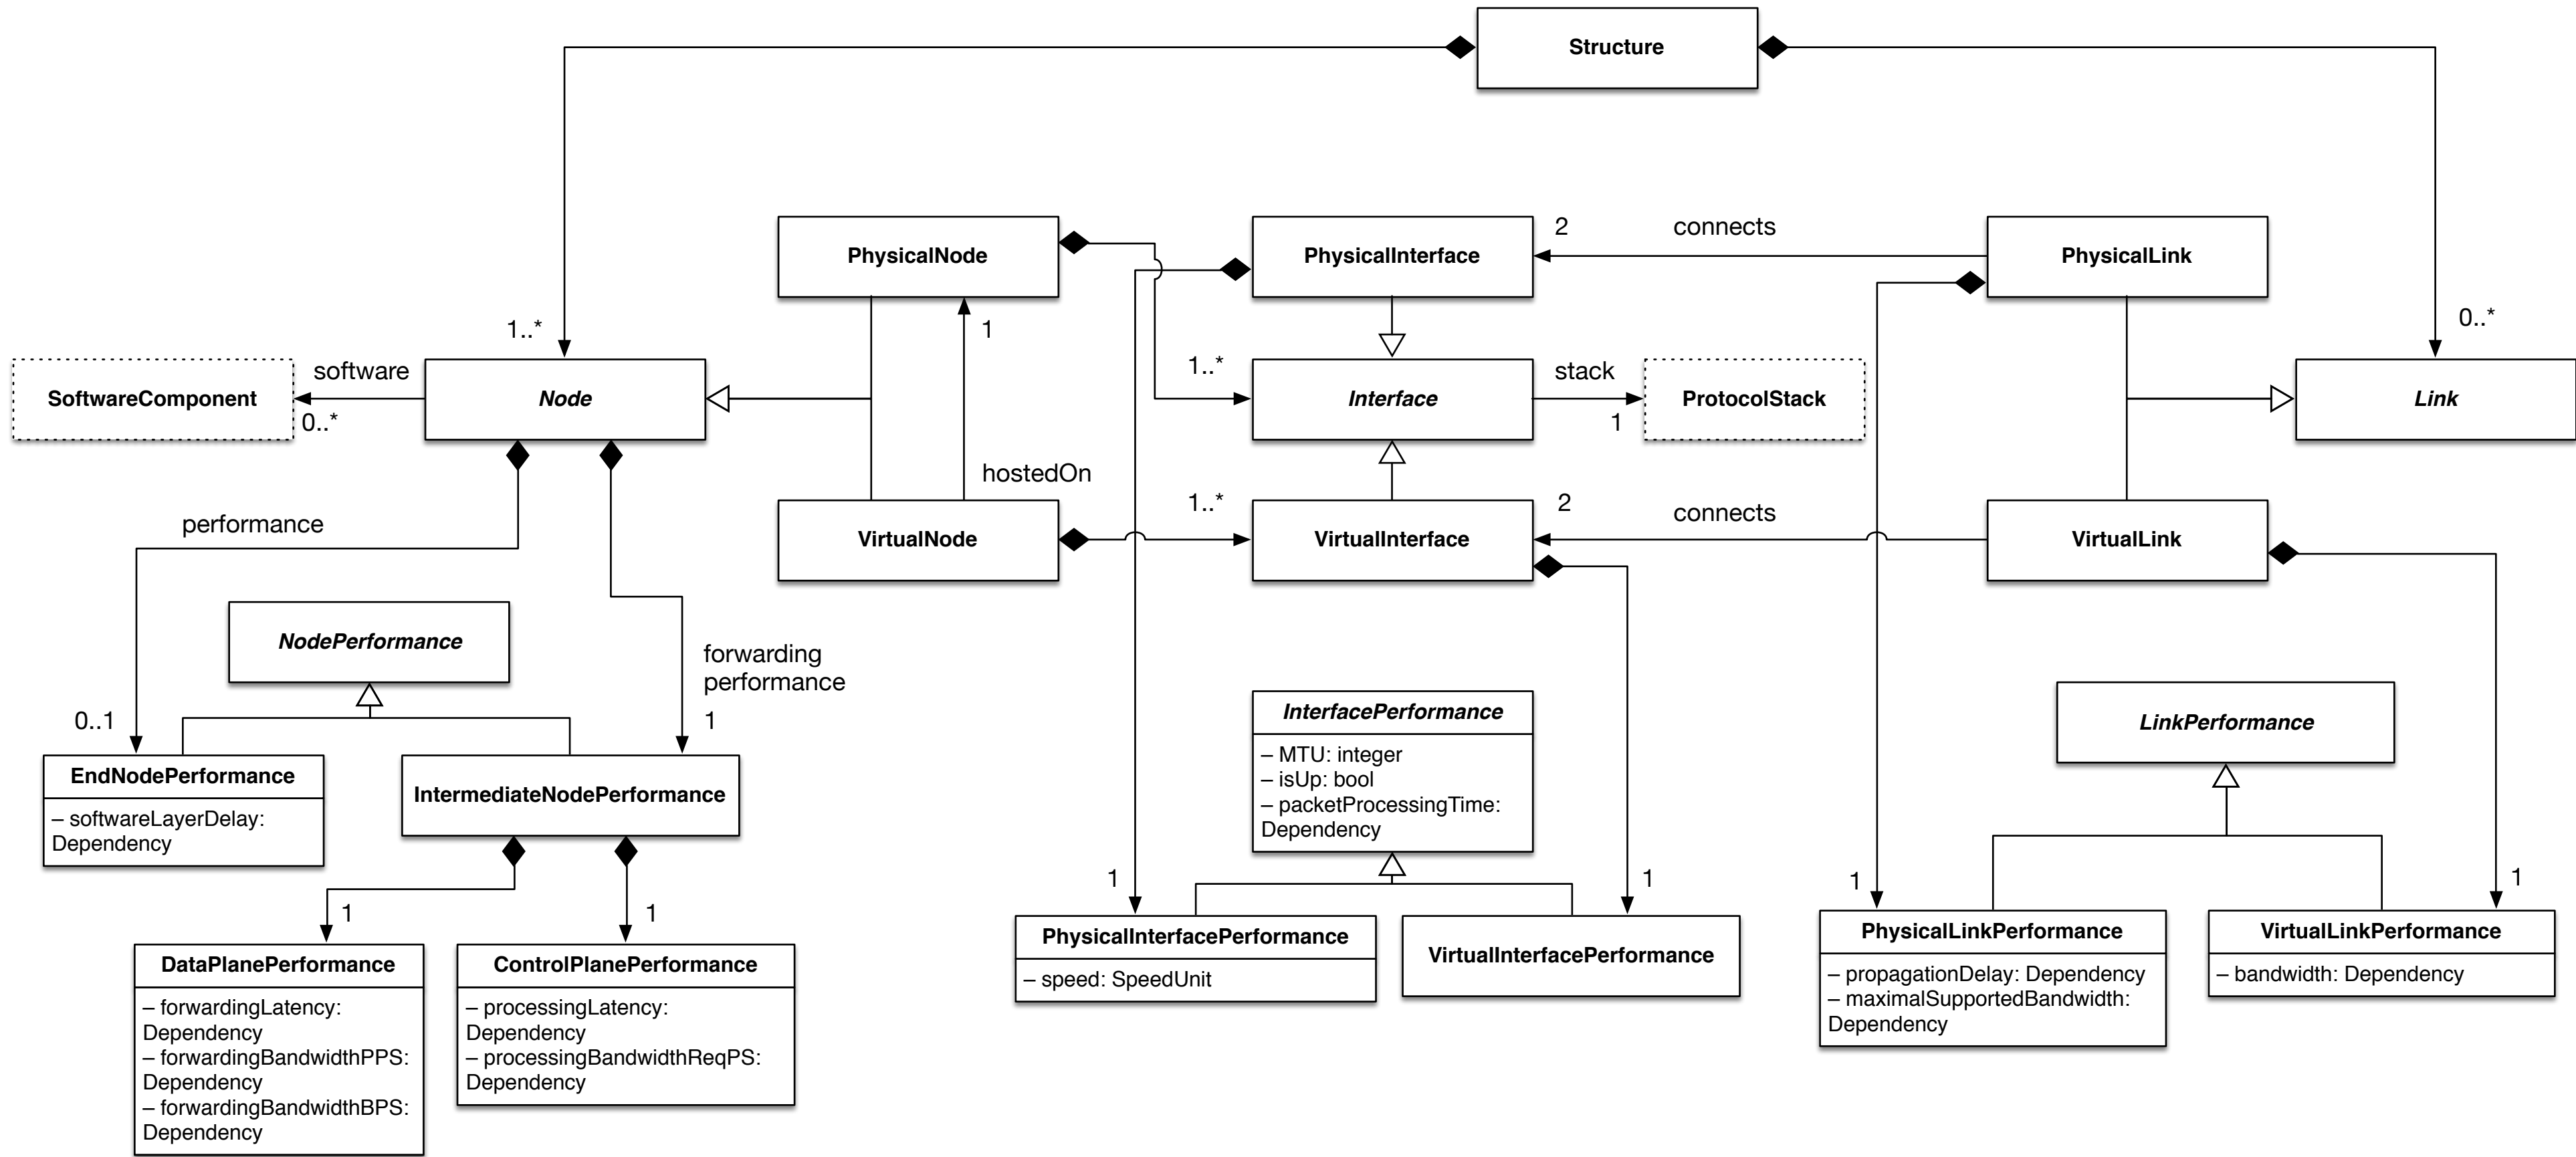 Structure
PhysicalNode
PhysicalInterface
2
connects
PhysicalLink
1..*
1
1..*
0..*
SoftwareComponent
software
0..*
Node
Interface
stack
1
ProtocolStack
Link
hostedOn
1..*
2
connects
performance
VirtualNode
VirtualInterface
VirtualLink
NodePerformance
forwarding
performance
0..1
1
InterfacePerformance
– MTU: integer
– isUp: bool
– packetProcessingTime:
Dependency
LinkPerformance
EndNodePerformance
– softwareLayerDelay:
Dependency
IntermediateNodePerformance
1
1
1
1
1
1
DataPlanePerformance
– forwardingLatency:
Dependency
– forwardingBandwidthPPS:
Dependency
– forwardingBandwidthBPS:
Dependency
ControlPlanePerformance
– processingLatency:
Dependency
– processingBandwidthReqPS:
Dependency
PhysicalInterfacePerformance
– speed: SpeedUnit
VirtualInterfacePerformance
PhysicalLinkPerformance
– propagationDelay: Dependency
– maximalSupportedBandwidth:
Dependency
VirtualLinkPerformance
– bandwidth: Dependency